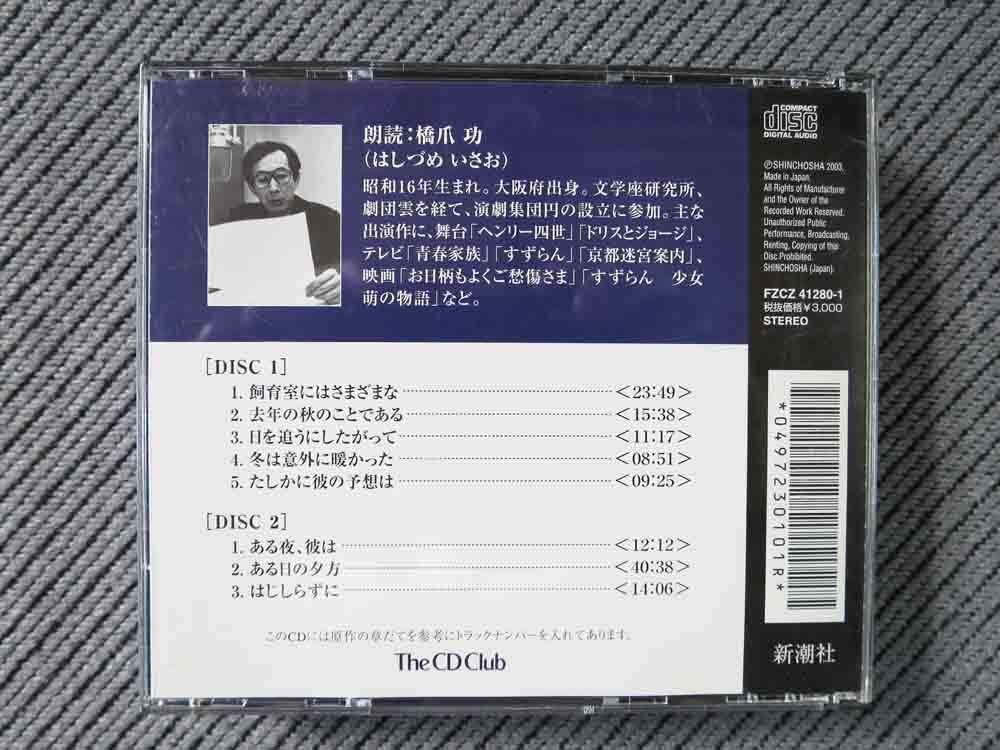 朗読：橋爪 功
（はしづめ いさお）
昭和16年生まれ。大阪府出身。文学座研究所、
劇団雲を経て、演劇集団円の設立に参加。主な
出演作に、舞台「ヘンリー四世」「ドリスとジョージ」、
テレビ「青春家族」「すずらん」「京都迷宮案内」、
映画「お日柄もよくご愁傷さま」「すずらん　少女
萌の物語」など。
［DISC 1］
1. 飼育室にはさまざまな……………＜23:49＞
2. 去年の秋のことである……………＜15:38＞
3. 日を追うにしたがって……………＜11:17＞
4. 冬は意外に暖かった……………＜08:51＞
5. たしかに彼の予想は……………＜09:25＞
［DISC 2］
1. ある夜、彼は……………＜12:12＞
2. ある日の夕方……………＜40:38＞
3. はじしらずに……………＜14:06＞
このCDには原作の章だてを参考にトラックナンバーを入れてあります。
The CD Club
COMPACT
disc
DIGITAL AUDIO
ⓅSHINCHOSHA 2003,
Made in Japan.
All Rights of Manufacturer
and the Owner of the
Recorded Work Reserved.
Unauthorized Public
Performance, Broadcasting,
Renting, Copying of this
Disc Prohibited.
SHINCHOSHA (Japan).
FZCZ 41280-1
税抜価格￥3,000
STEREO
*0497230101R*
新潮社